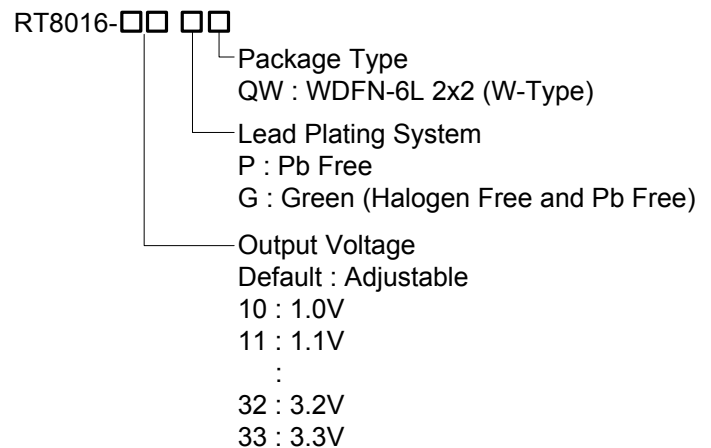 RT8016-□□ □□
Package Type
QW : WDFN-6L 2x2 (W-Type)
Lead Plating System
P : Pb Free
G : Green (Halogen Free and Pb Free)
Output Voltage
Default : Adjustable
10 : 1.0V
11 : 1.1V
:
32 : 3.2V
33 : 3.3V